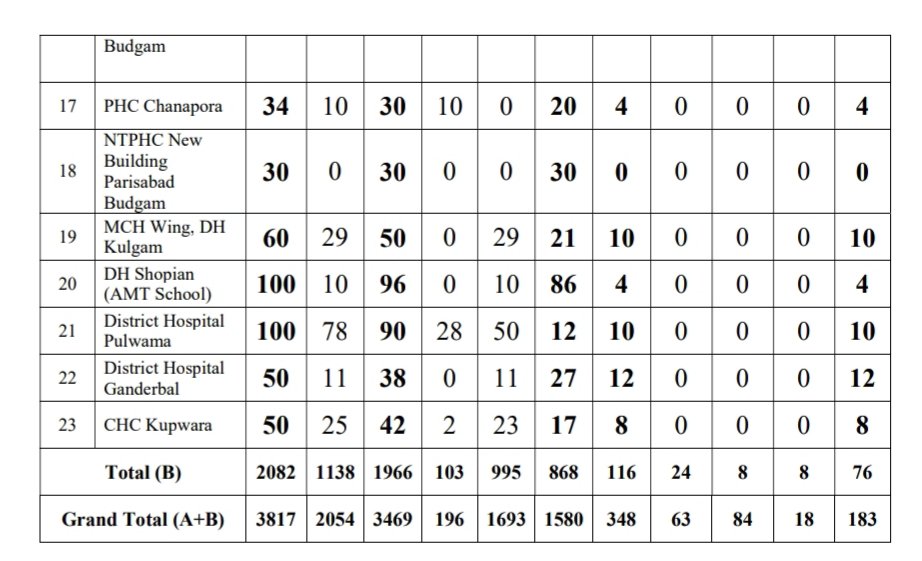 Budgam
17 PHC Chanapora 34 10 30 10 0 20 4 0 0 0 4
NTPHC New
Building
18 30 0 30 0 0 30 0 0 0 0 0
Parisabad
Budgam
19 MCH Wing, DH 60 29 50 0 29 21 10 0 0 0 10
Kulgam
20 DH Shopian 100 10 96 0 10 86 4 0 0 0 4
(AMT School)
21 District Hospital 100 78 90 28 50 12 10 0 0 0 10
Pulwama
22 District Hospital 50 11 38 0 11 27 12 0 0 0 12
Ganderbal
23 CHC Kupwara 50 25 42 2 23 17 8 0 0 0 8
Total (B) 2082 1138 1966 103 995 868 116 24 8 8 76
Grand Total (A+B) 3817 2054 3469 196 1693 1580 348 63 84 18 183